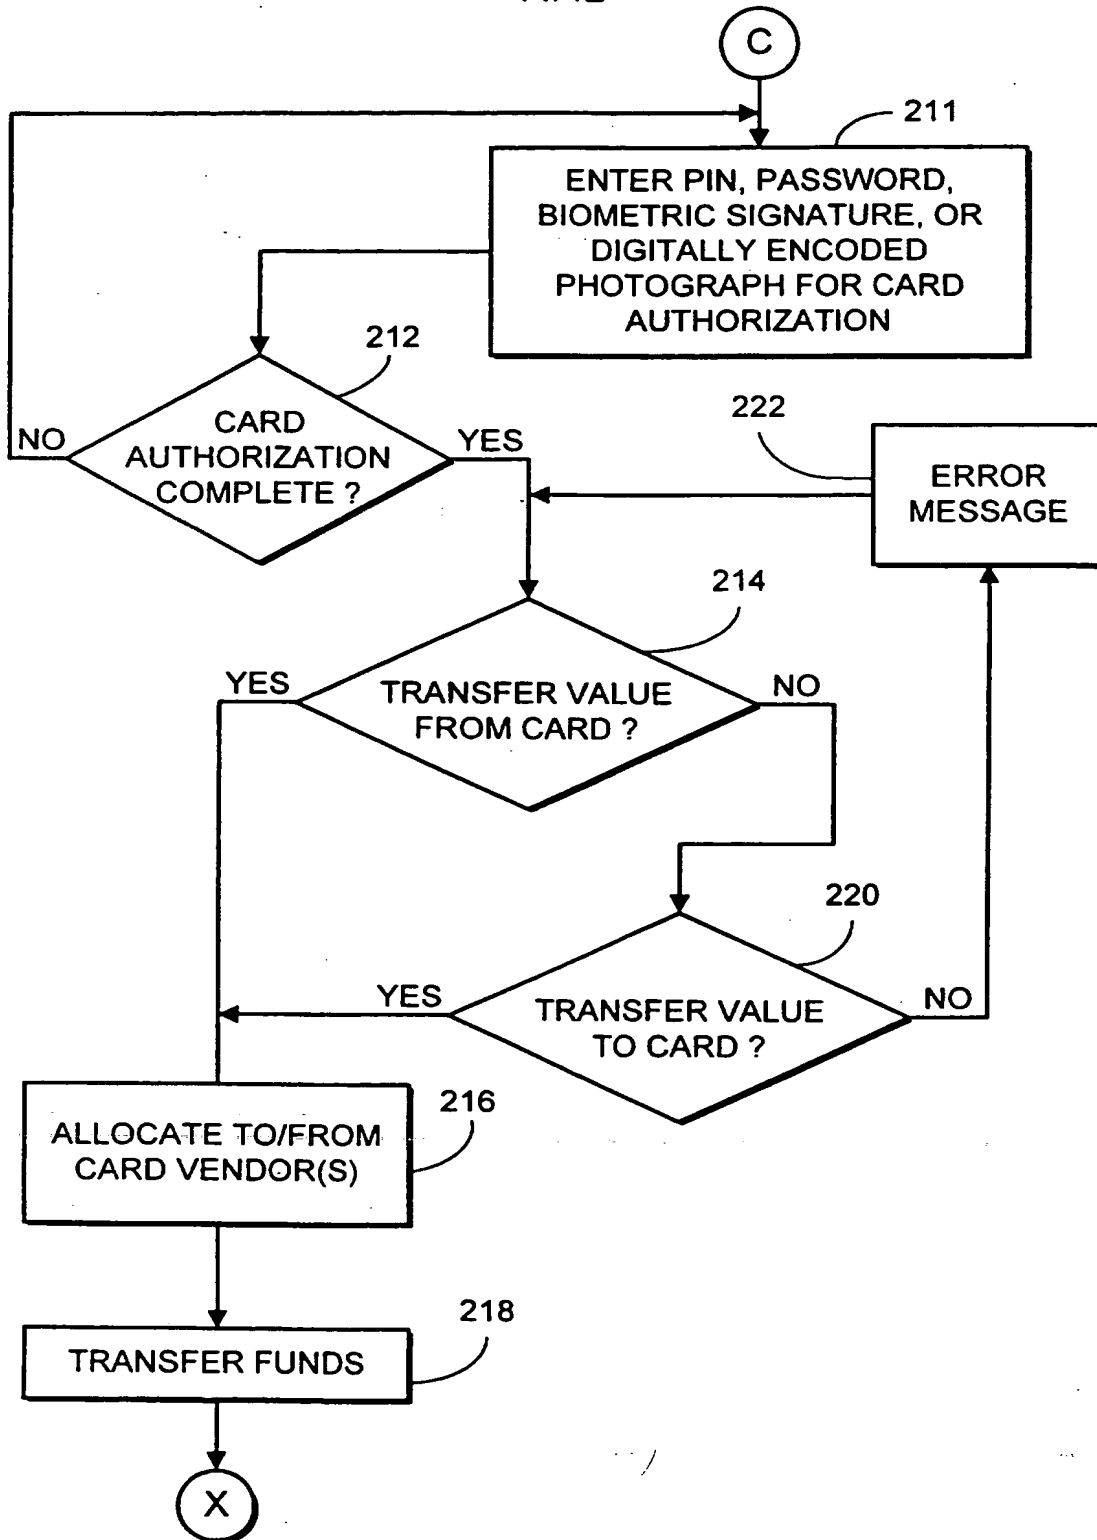 C
211
ENTER PIN, PASSWORD,
BIOMETRIC SIGNATURE, OR
DIGITALLY ENCODED
PHOTOGRAPH FOR CARD
AUTHORIZATION
212
CARD
AUTHORIZATION
COMPLETE ?
NO
YES
222
ERROR
MESSAGE
214
TRANSFER VALUE
FROM CARD ?
YES
NO
220
TRANSFER VALUE
TO CARD ?
YES
NO
216
ALLOCATE TO/FROM
CARD VENDOR(S)
218
TRANSFER FUNDS
X